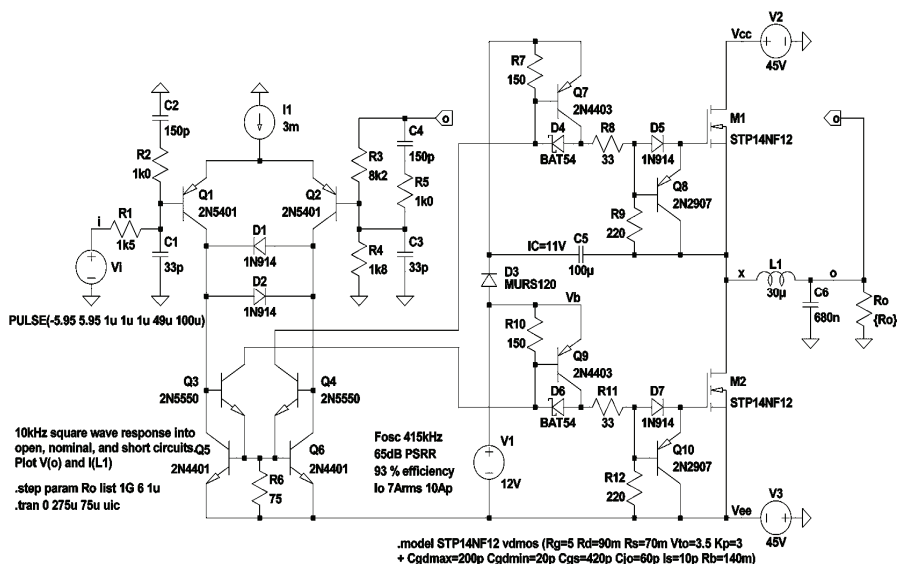 V2
Vcc
45V
R7
150
Q7
2N4403
C2
150p
I1
3m
C4
150p
o
M1
STP14NF12
o
D4
BAT54
R8
33
D5
1N914
R2
1k0
R3
8k2
R5
1k0
Q1
2N5401
Q2
2N5401
Q8
2N2907
R9
220
i
R1
1k5
C1
33p
D1
1N914
R4
1k8
C3
33p
IC=11V
C5
100µ
Vi
D3
MURS120
x
L1
30µ
o
D2
1N914
C6
680n
Ro
{Ro}
PULSE(-5.95 5.95 1u 1u 1u 49u 100u)
Vb
R10
150
Q9
2N4403
M2
STP14NF12
Q3
2N5550
Q4
2N5550
D6
BAT54
R11
33
D7
1N914
10kHz square wave response into
open, nominal, and short circuits.
Plot V(o) and I(L1)
Q5
2N4401
Q6
2N4401
Fosc 415kHz
65dB PSRR
93 % efficiency
Io 7Arms 10Ap
V1
12V
Q10
2N2907
R6
75
R12
220
.step param Ro list 1G 6 1u
.tran 0 275u 75u uic
Vee
V3
45V
.model STP14NF12 vdmos (Rg=5 Rd=90m Rs=70m Vto=3.5 Kp=3
+ Cgdmax=200p Cgdmin=20p Cgs=420p Cjo=60p Is=10p Rb=140m)